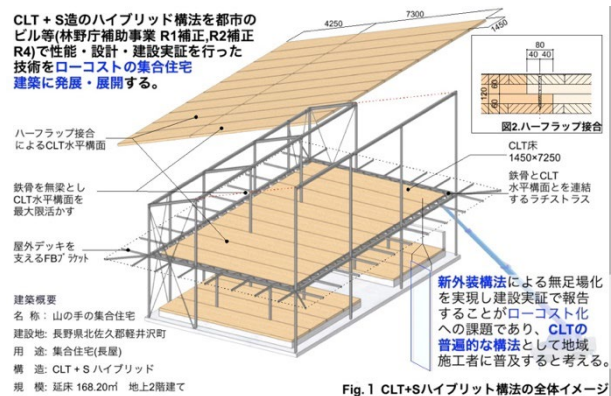 CLT + S造のハイブリッド構法を都市の
ビル等(林野庁補助事業 R1補正,R2補正
R4)で性能・設計・建設実証を行った
技術をローコストの集合住宅
建築に発展・展開する。
4250
7300
1450
80
40 40
120
60
60
図2.ハーフラップ接合
ハーフラップ接合
によるCLT水平構面
鉄骨を無梁とし
CLT水平構面を
最大限活かす
屋外デッキを
支えるFBブラケット
CLT床
1450×7250
鉄骨とCLT
水平構面とを連結
するラチストラス
建築概要
名 称: 山の手の集合住宅
建設地: 長野県北佐久郡軽井沢町
用 途: 集合住宅(長屋)
構 造: CLT + S ハイブリッド
規 模: 延床 168.20㎡ 地上2階建て
新外装構法による無足場化
を実現し建設実証で報告
することがローコスト化
への課題であり、CLTの
普遍的な構法として地域
施工者に普及すると考える。
Fig. 1 CLT+Sハイブリット構法の全体イメージ